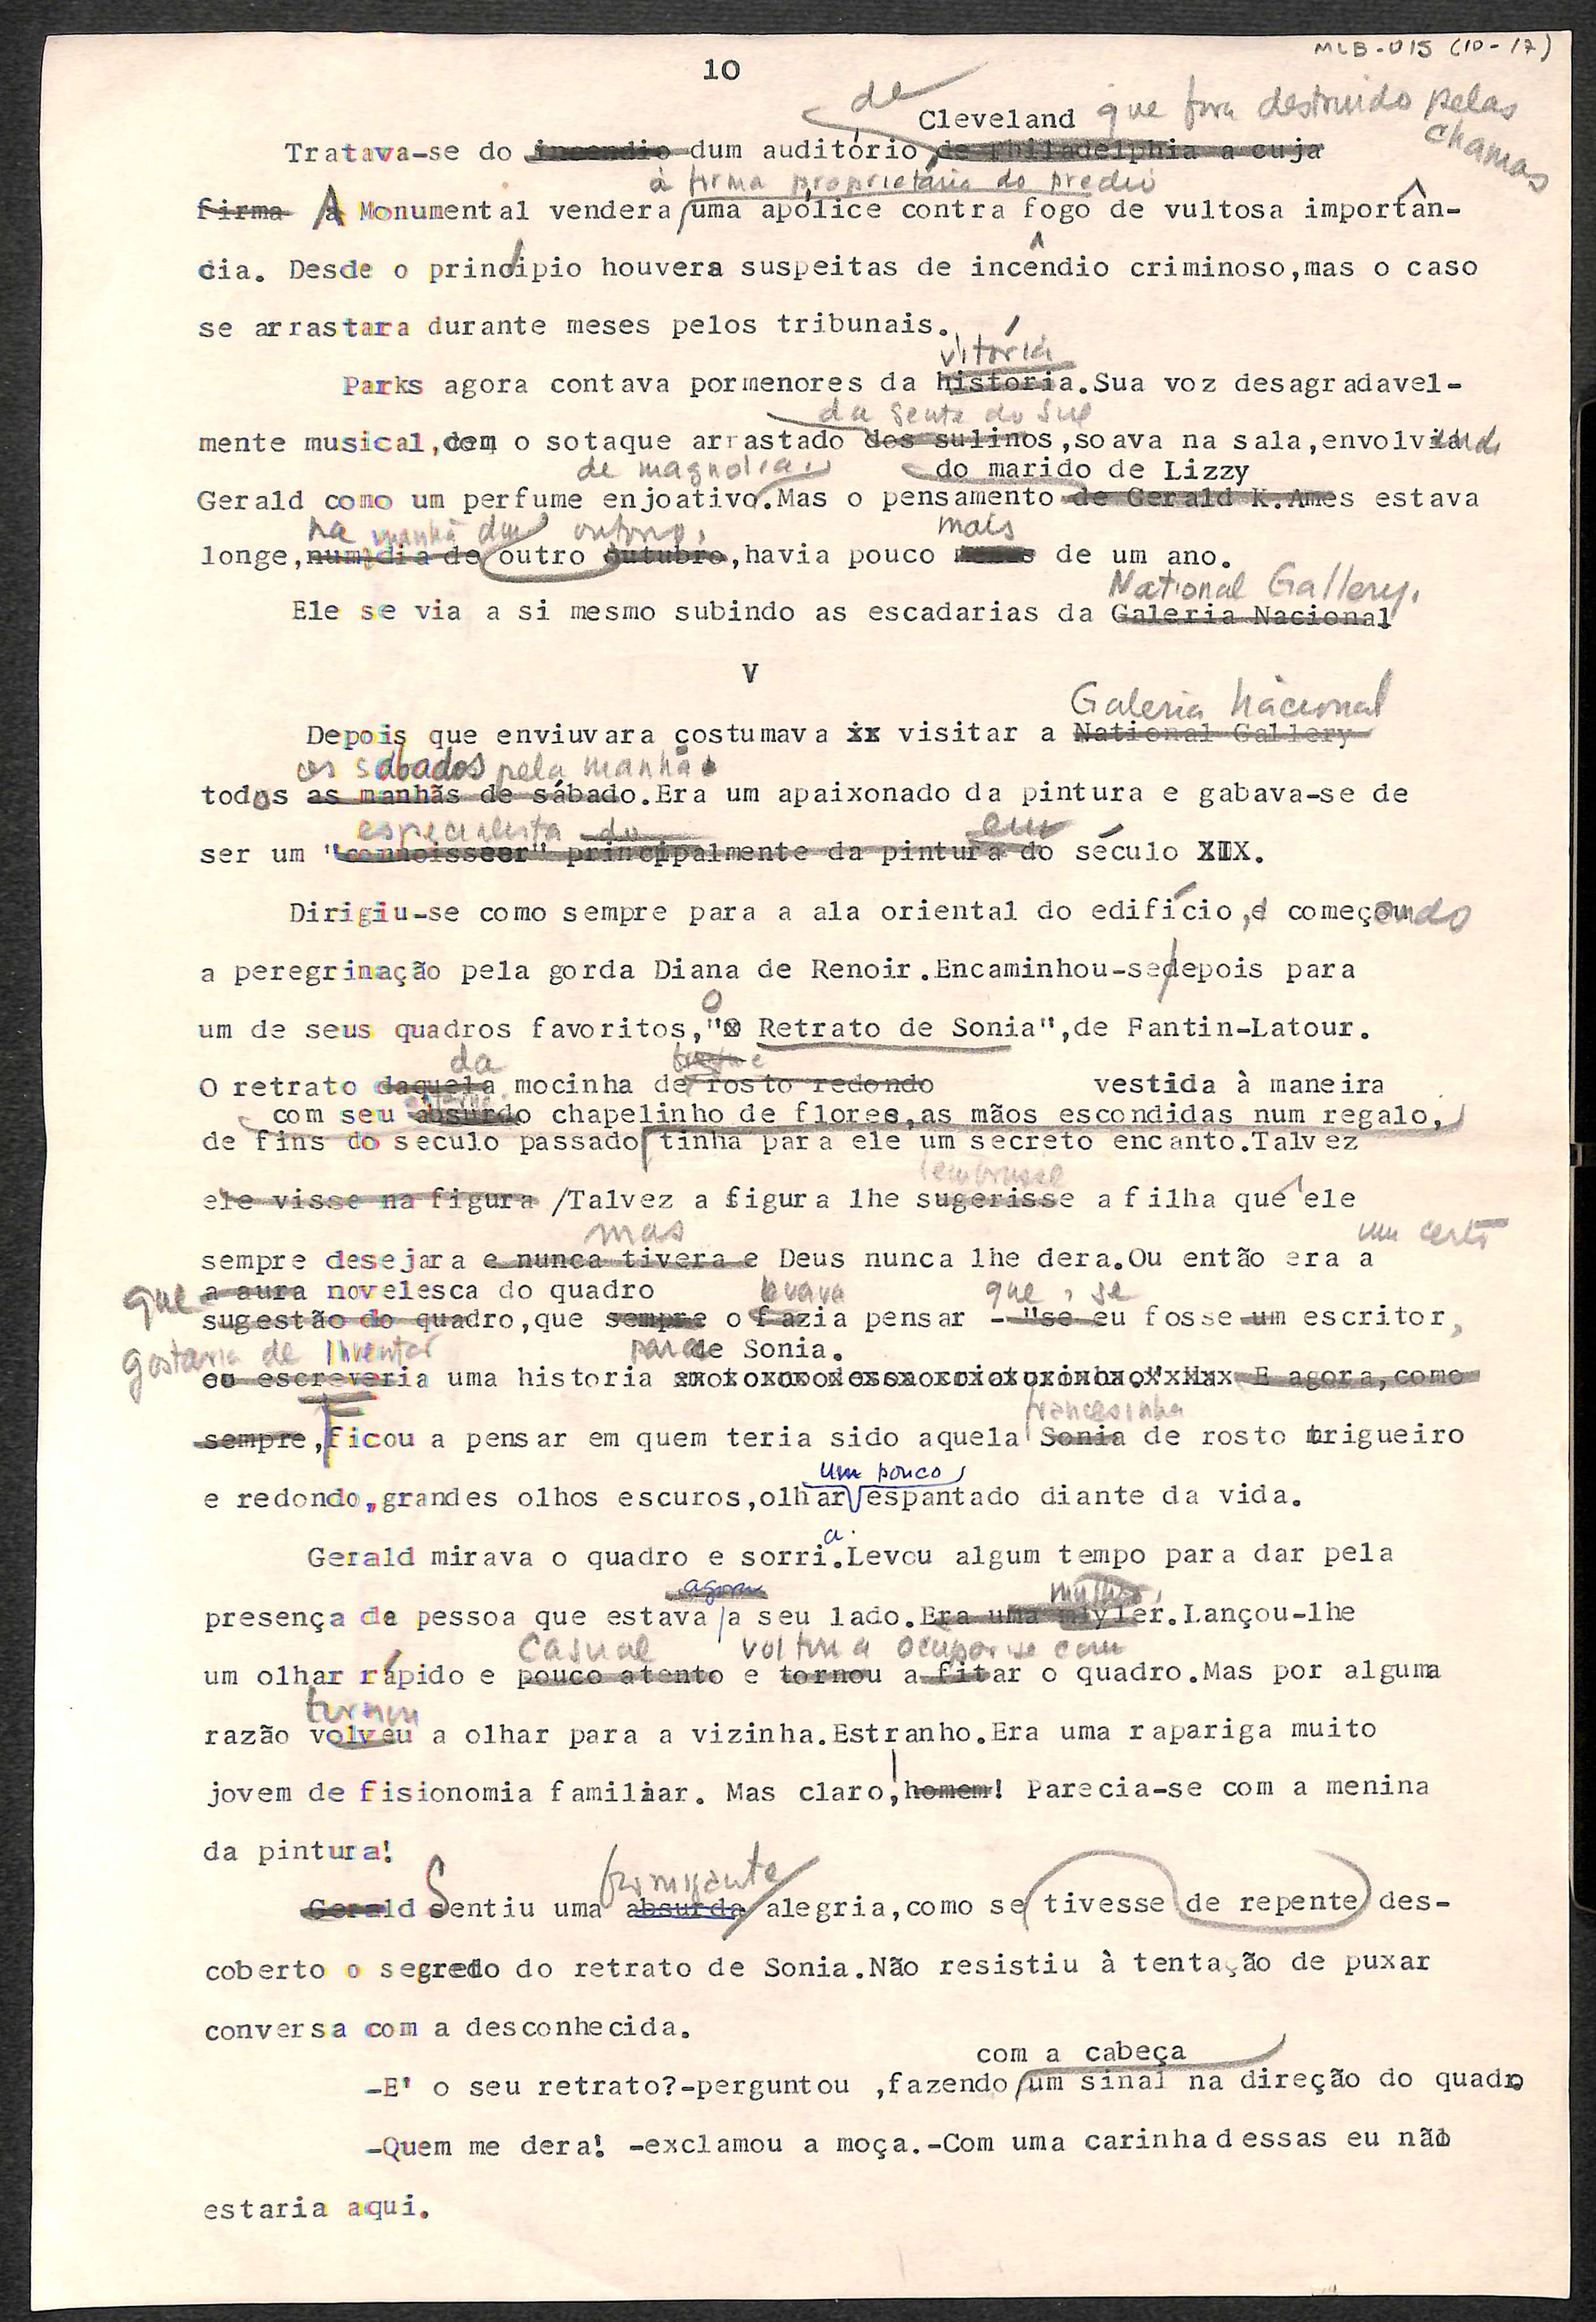 MLB-015 (10-17)
10
de
Cleveland que fora destruido pelas chamas
Tratava-se do incendio dum auditório, de Philadelphia a cuja
à firma proprietária do predio
firma A Monumental vendera uma apólice contra fogo de vultosa importân-
cia. Desde o principio houvera suspeitas de incêndio criminoso,mas o caso
se arrastara durante meses pelos tribunais.
vitória
Parks agora contava pormenores da historia.Sua voz desagradavel-
da gente do Sul
mente musical,com o sotaque arrastado dos sulinos,soava na sala,envolvendo
de magnolia do marido de Lizzy
Gerald como um perfume enjoativo.Mas o pensamento de Gerald K.Ames estava
na manhã dum outono, mais
longe,num dia de outro outubro,havia pouco de um ano.
National Gallery.
Ele se via a si mesmo subindo as escadarias da Galeria Nacional
V
Galeria Nacional
Depois que enviuvara costumava xx visitar a National Gallery
os sábados pela manhã.
todos as manhãs de sábado.Era um apaixonado da pintura e gabava-se de
especialista do em
ser um "connoisseur" principalmente da pintura do século XIX.
Dirigiu-se como sempre para a ala oriental do edifício,e começando
a peregrinação pela gorda Diana de Renoir.Encaminhou-se depois para
O
um de seus quadros favoritos,"O Retrato de Sonia",de Fantin-Latour.
da
O retrato daquela mocinha de rosto redondo vestida à maneira
com seu absurdo chapelinho de flores,as mãos escondidas num regalo,
de fins do seculo passado tinha para ele um secreto encanto.Talvez
lembrasse
ele visse na figura /Talvez a figura lhe sugerisse a filha que ele
mas um certo
sempre desejara e nunca tivera e Deus nunca lhe dera.Ou então era a
que a aura novelesca do quadro levava que, se
sugestão do quadro,que sempre o fazia pensar -"se eu fosse um escritor,
gostaria de inventar para de Sonia.
eu escreveria uma historia E agora,como
francesinha
sempre,ficou a pensar em quem teria sido aquela Sonia de rosto trigueiro
um pouco
e redondo,grandes olhos escuros,olhar espantado diante da vida.
a.
Gerald mirava o quadro e sorri.Levou algum tempo para dar pela
agora mulher
presença da pessoa que estava a seu lado.Era uma mlyler.Lançou-lhe
casual voltou a ocupar-se com
um olhar rápido e pouco atento e tornou a fitar o quadro.Mas por alguma
tornou
razão volveu a olhar para a vizinha.Estranho.Era uma rapariga muito
jovem de fisionomia familiar. Mas claro,homem! Parecia-se com a menina
da pintura!
formigante
Gerald Sentiu uma absurda alegria,como se tivesse de repente des-
coberto o segredo do retrato de Sonia.Não resistiu à tentação de puxar
conversa com a desconhecida.
com a cabeça
-E' o seu retrato?-perguntou ,fazendo um sinal na direção do quadro
-Quem me dera! -exclamou a moça.-Com uma carinha dessas eu não
estaria aqui.